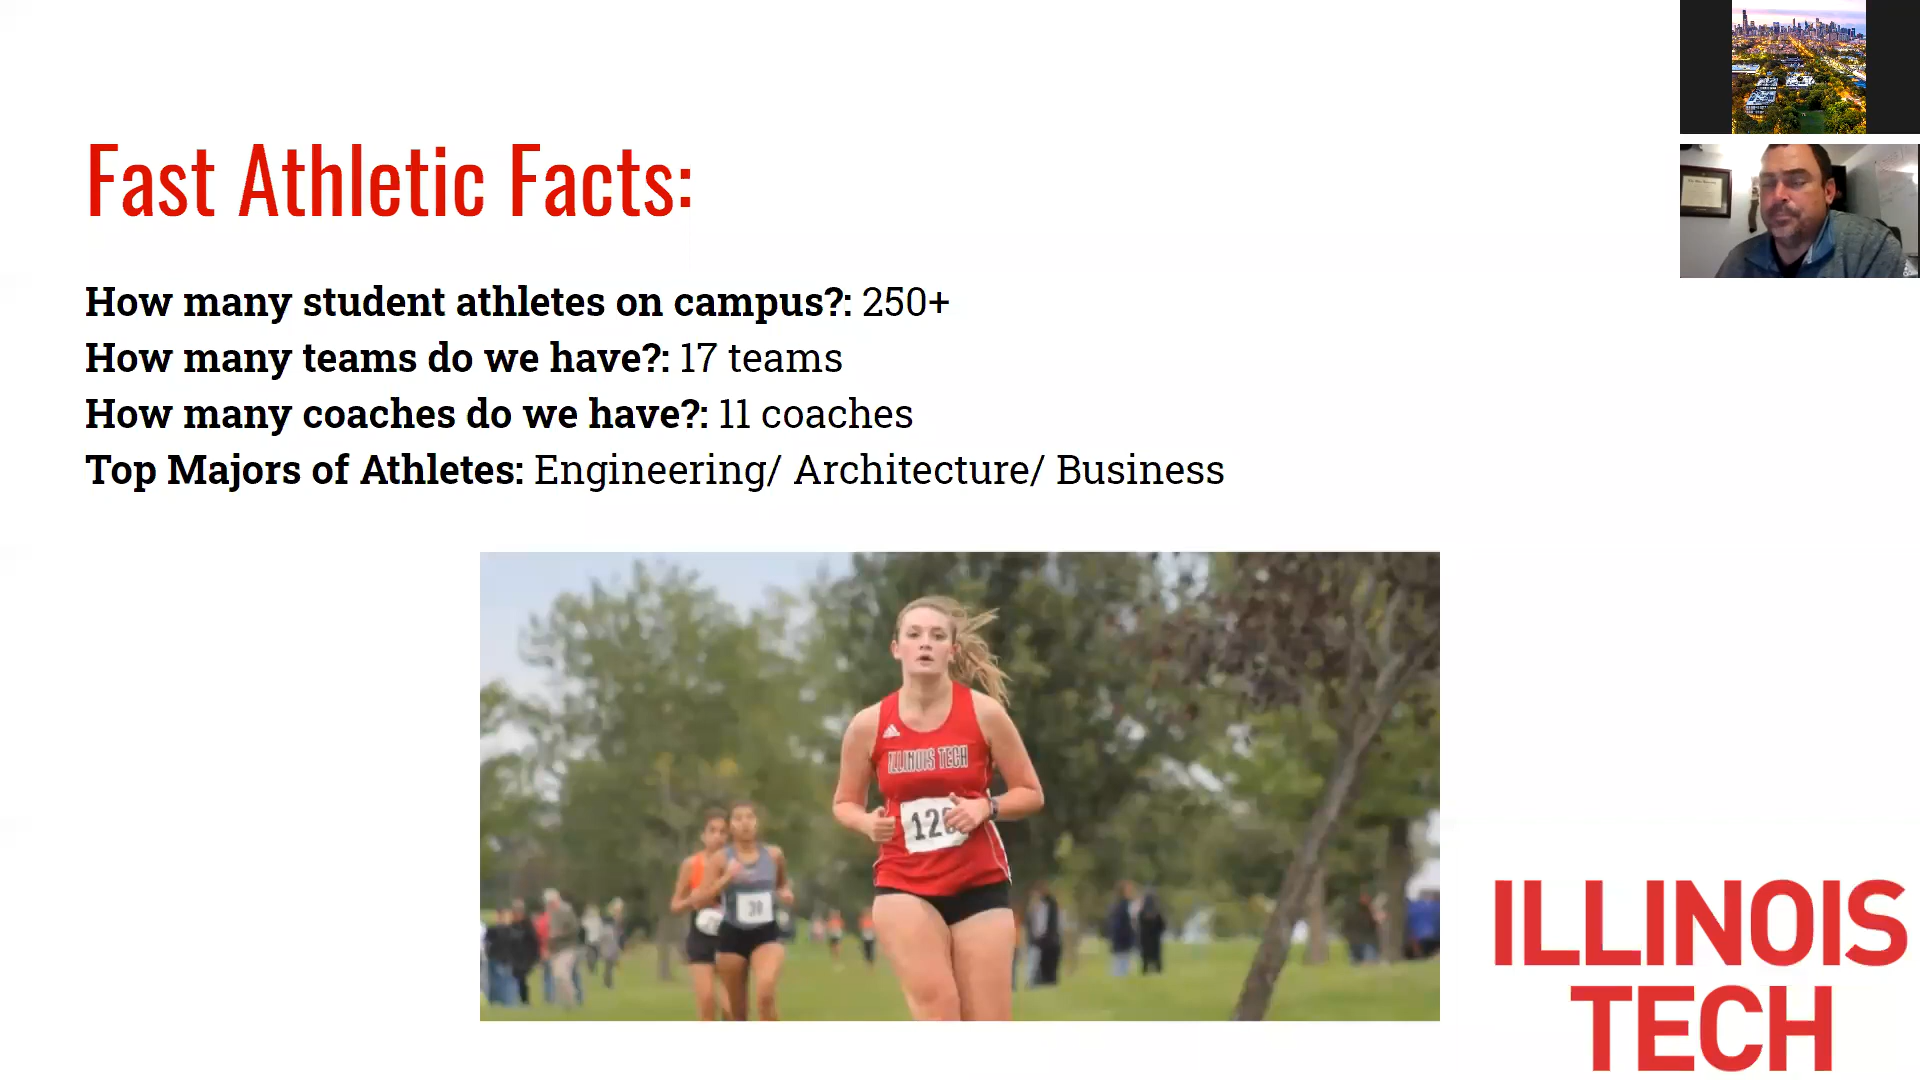 Fast Athletic Facts:
How many student athletes on campus?: 250+
How many teams do we have?: 17 teams
How many coaches do we have?: 11 coaches
Top Majors of Athletes: Engineering/ Architecture/ Business
ILLINOIS TECH
30
ILLINOIS
TECH